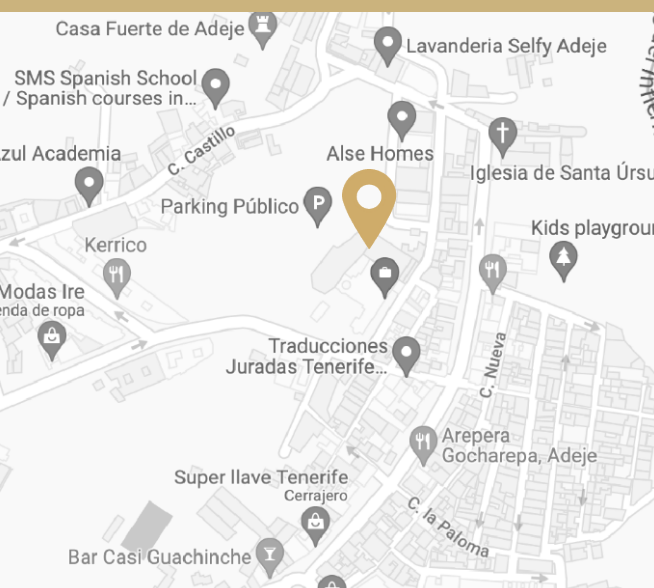 Casa Fuerte de Adeje
Lavanderia Selfy Adeje
SMS Spanish School
/ Spanish courses in...
C. Castillo
Alse Homes
zul Academia
Iglesia de Santa Úrsu
Parking Público
P
Kids playgroun
Kerrico
Modas Ire
enda de ropa
Traducciones
Juradas Tenerife...
C. Nueva
Arepera
Gocharepa, Adeje
Super llave Tenerife
Cerrajero
C. la Paloma
Bar Casi Guachinche